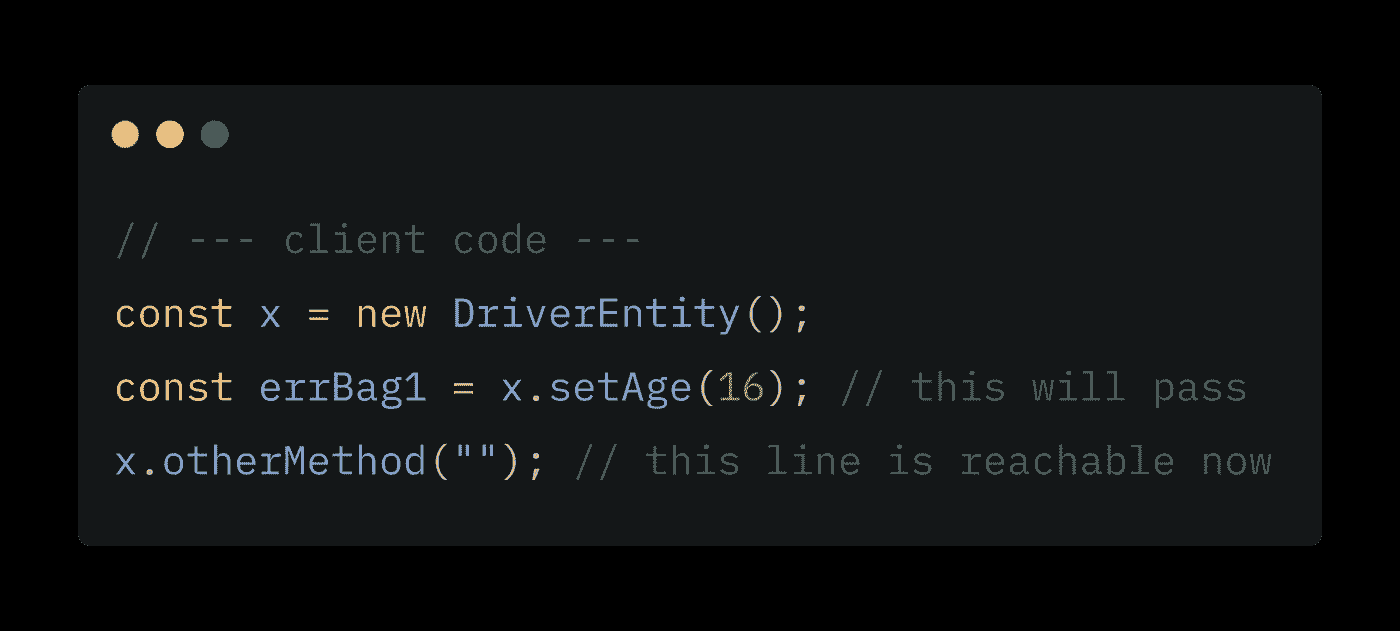 // --- client code ---
const x = new DriverEntity();
const errBag1 = x.setAge(16); // this will pass
x.otherMethod(""); // this line is reachable now